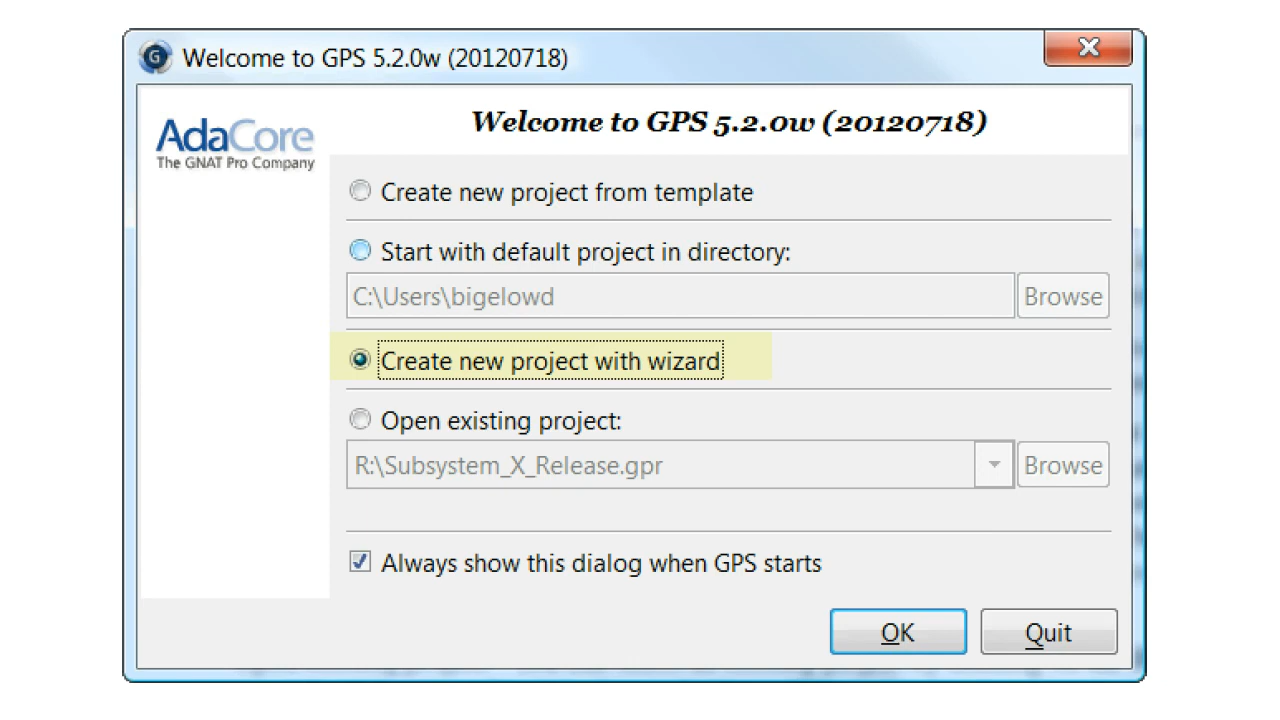 Welcome to GPS 5.2.0w (20120718)
AdaCore
The GNAT Pro Company
Welcome to GPS 5.2.0w (20120718)
Create new project from template
Start with default project in directory:
C:\Users\bigelowd
Browse
Create new project with wizard
Open existing project:
R:\Subsystem_X_Release.gpr
Browse
Always show this dialog when GPS starts
OK
Quit